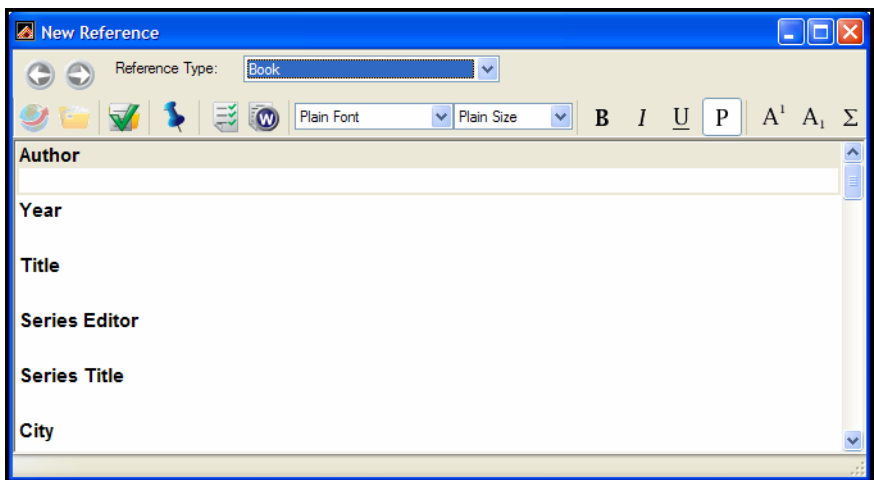 New Reference
Reference Type: Book
W Plain Font Plain Size B I U P A¹ A₁ Σ
Author
Year
Title
Series Editor
Series Title
City